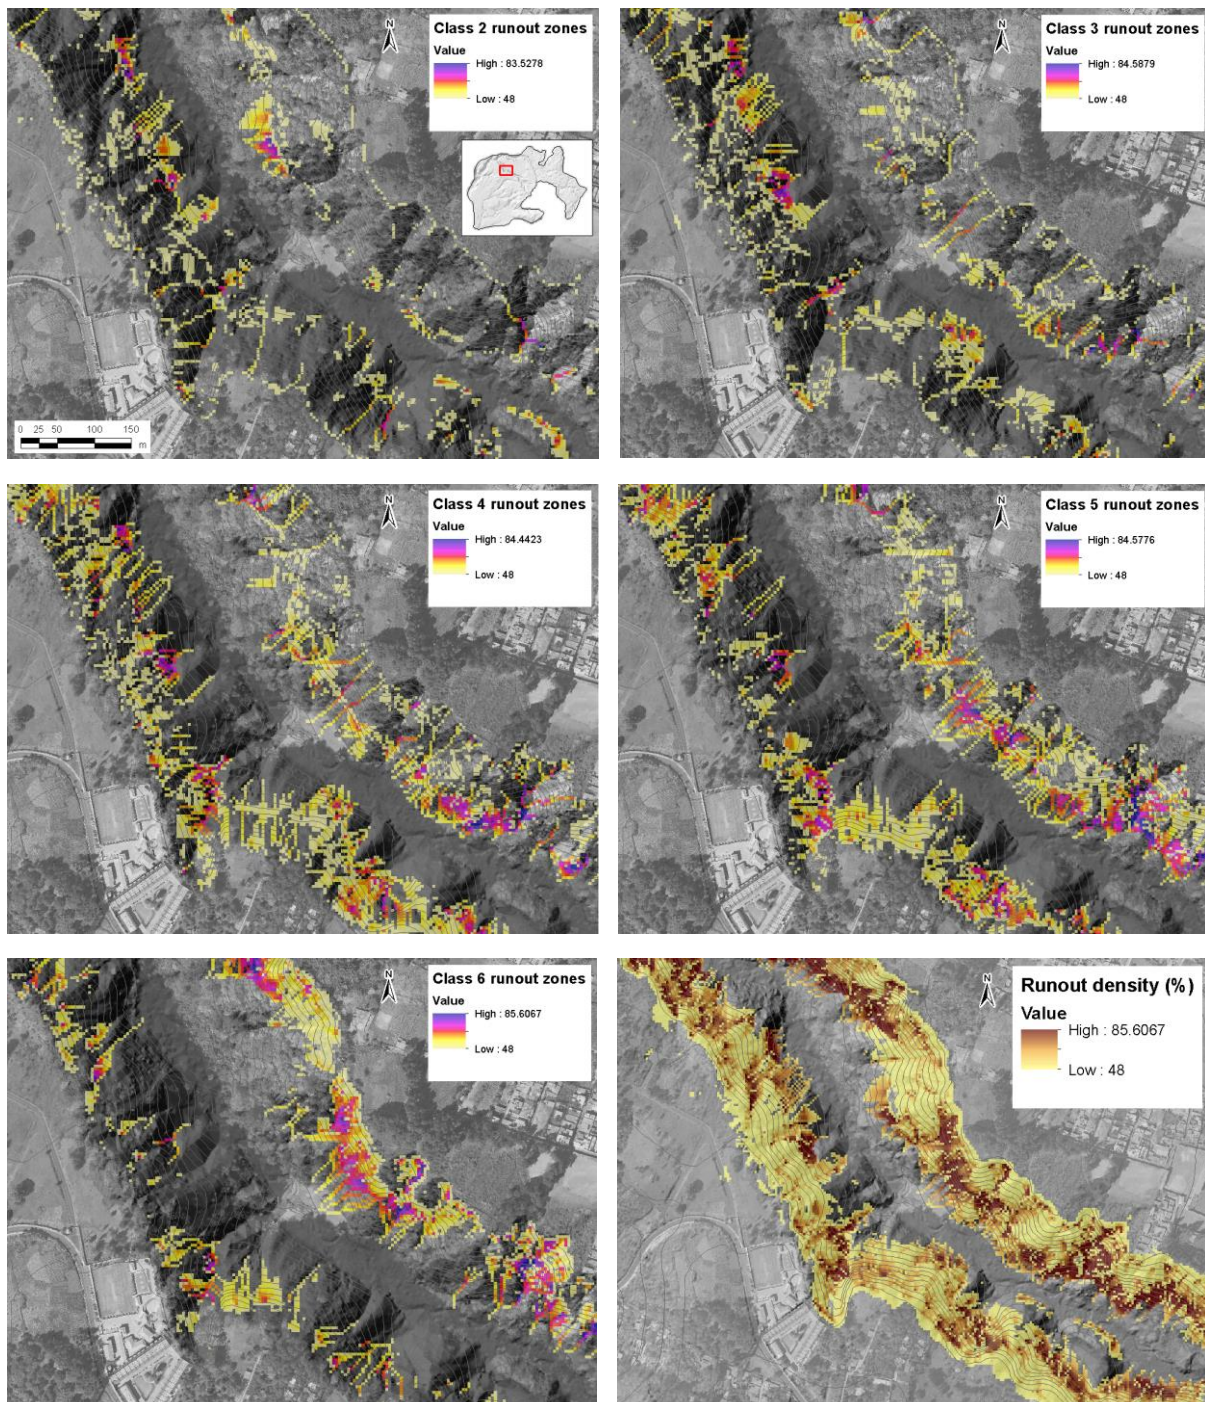 N
Class 2 runout zones
Value
High : 83.5278
Low : 48
0 25 50 100 150
m
N
Class 3 runout zones
Value
High : 84.5879
Low : 48
N
Class 4 runout zones
Value
High : 84.4423
Low : 48
N
Class 5 runout zones
Value
High : 84.5776
Low : 48
N
Class 6 runout zones
Value
High : 85.6067
Low : 48
N
Runout density (%)
Value
High : 85.6067
Low : 48